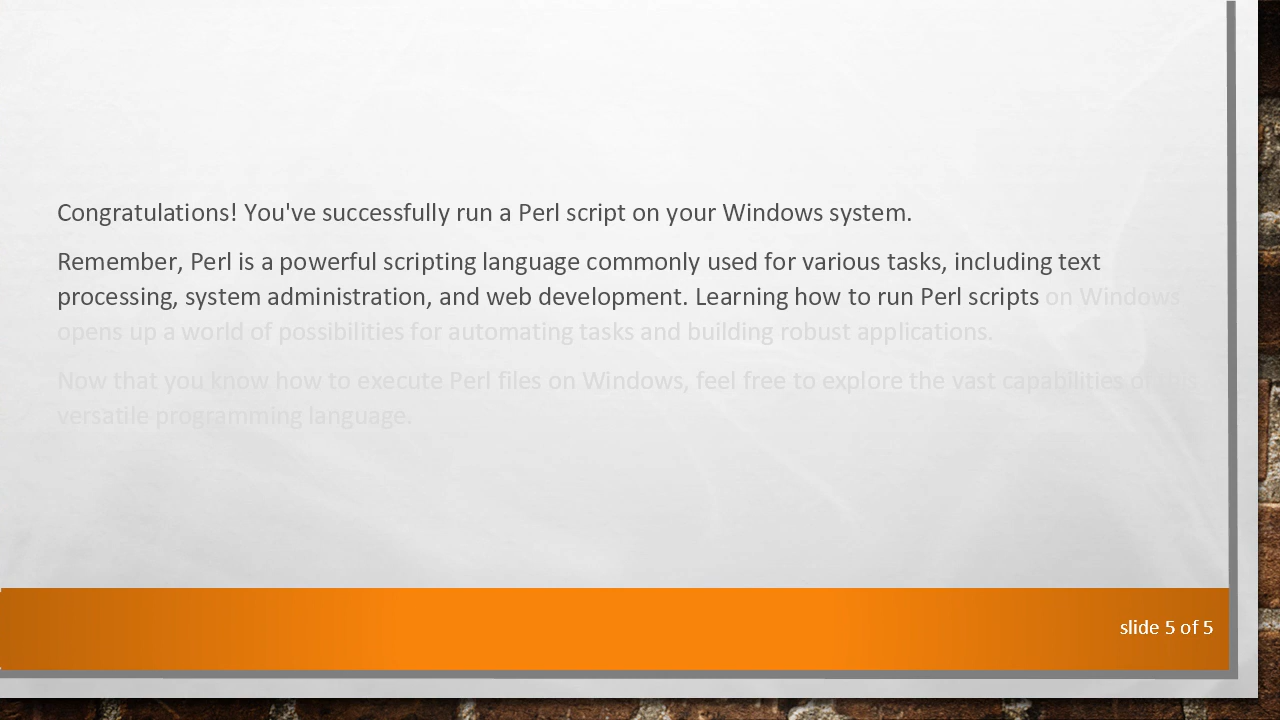 Congratulations! You've successfully run a Perl script on your Windows system.
Remember, Perl is a powerful scripting language commonly used for various tasks, including text
processing, system administration, and web development. Learning how to run Perl scripts on Windows
opens up a world of possibilities for automating tasks and building robust applications.
Now that you know how to execute Perl files on Windows, feel free to explore the vast capabilities of this
versatile programming language.
slide 5 of 5